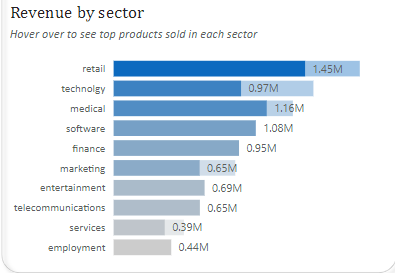 Revenue by sector
Hover over to see top products sold in each sector
retail 1.45M
technolgy 0.97M
medical 1.16M
software 1.08M
finance 0.95M
marketing 0.65M
entertainment 0.69M
telecommunications 0.65M
services 0.39M
employment 0.44M